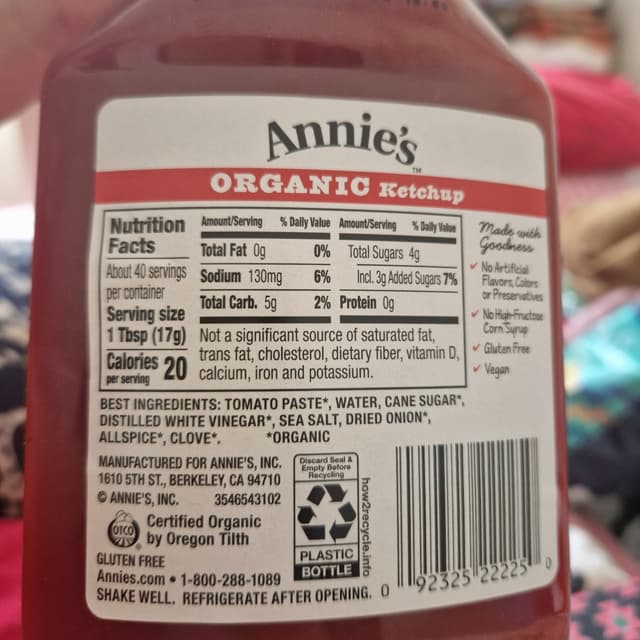 Annie's™
ORGANIC Ketchup
Nutrition
Facts
About 40 servings
per container
Serving size
1 Tbsp (17g)
Calories 20
per serving
Amount/Serving % Daily Value
Total Fat 0g 0%
Sodium 130mg 6%
Total Carb. 5g 2%
Amount/Serving % Daily Value
Total Sugars 4g
Incl. 3g Added Sugars 7%
Protein 0g
Not a significant source of saturated fat,
trans fat, cholesterol, dietary fiber, vitamin D,
calcium, iron and potassium.
Made with
Goodness
✓ No Artificial
Flavors, Colors
or Preservatives
✓ No High-Fructose
Corn Syrup
✓ Gluten Free
✓ Vegan
BEST INGREDIENTS: TOMATO PASTE*, WATER, CANE SUGAR*,
DISTILLED WHITE VINEGAR*, SEA SALT, DRIED ONION*,
ALLSPICE*, CLOVE*. *ORGANIC
MANUFACTURED FOR ANNIE'S, INC.
1610 5TH ST., BERKELEY, CA 94710
© ANNIE'S, INC. 3546543102
OTCO
Certified Organic
by Oregon Tilth
GLUTEN FREE
Annies.com • 1-800-288-1089
SHAKE WELL. REFRIGERATE AFTER OPENING.
Discard Seal &
Empty Before
Recycling
PLASTIC
BOTTLE
how2recycle.info
0 92325 22225 0